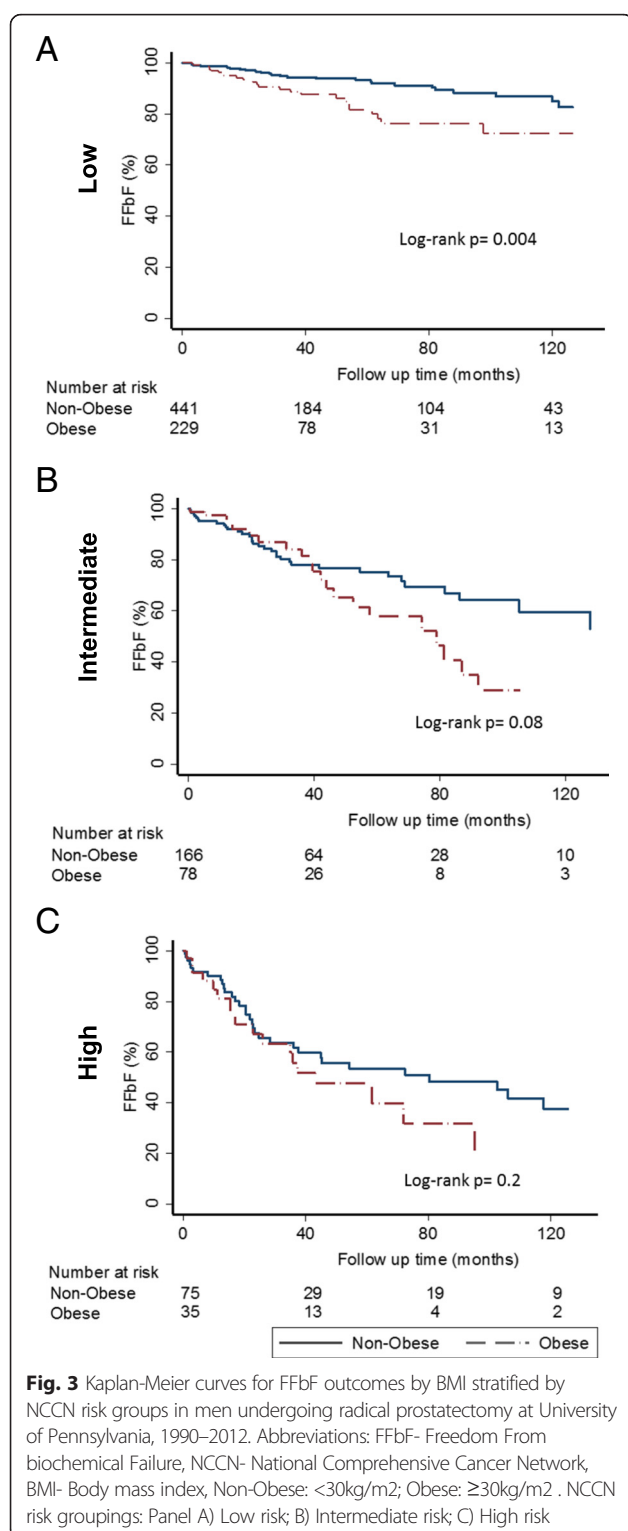 A
Low
FFbF (%)
100
80
60
40
20
0
Log-rank p= 0.004
0 40 80 120
Follow up time (months)
Number at risk
Non-Obese 441 184 104 43
Obese 229 78 31 13
B
Intermediate
FFbF (%)
100
80
60
40
20
0
Log-rank p= 0.08
0 40 80 120
Follow up time (months)
Number at risk
Non-Obese 166 64 28 10
Obese 78 26 8 3
C
High
FFbF (%)
100
80
60
40
20
0
Log-rank p= 0.2
0 40 80 120
Follow up time (months)
Number at risk
Non-Obese 75 29 19 9
Obese 35 13 4 2
Non-Obese Obese
Fig. 3 Kaplan-Meier curves for FFbF outcomes by BMI stratified by
NCCN risk groups in men undergoing radical prostatectomy at University
of Pennsylvania, 1990–2012. Abbreviations: FFbF- Freedom From
biochemical Failure, NCCN- National Comprehensive Cancer Network,
BMI- Body mass index, Non-Obese: <30kg/m2; Obese: ≥30kg/m2 . NCCN
risk groupings: Panel A) Low risk; B) Intermediate risk; C) High risk